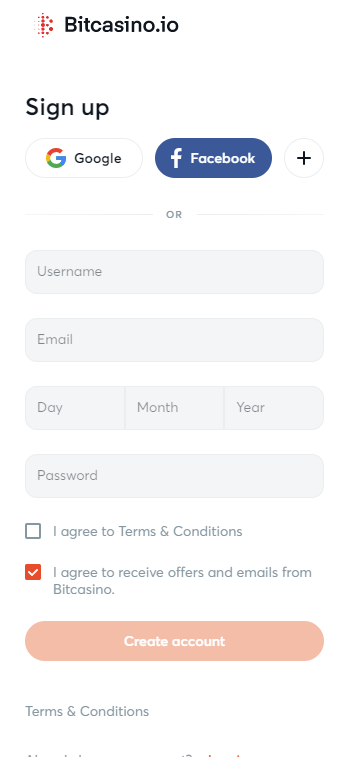 Bitcasino.io
Sign up
Google
Facebook
OR
Username
Email
Day Month Year
Password
I agree to Terms & Conditions
I agree to receive offers and emails from
Bitcasino.
Create account
Terms & Conditions